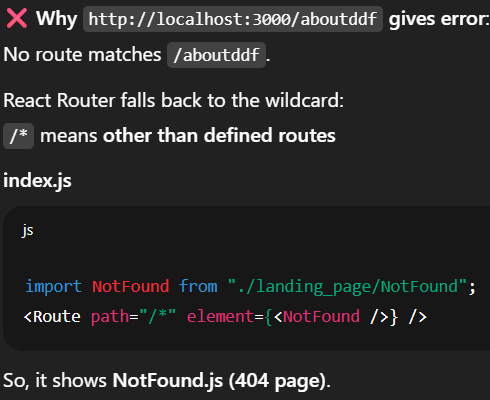 ❌ Why http://localhost:3000/aboutddf gives error:
No route matches /aboutddf.
React Router falls back to the wildcard:
/* means other than defined routes
index.js
js
import NotFound from "./landing_page/NotFound";
<Route path="/*" element={<NotFound />} />
So, it shows NotFound.js (404 page).